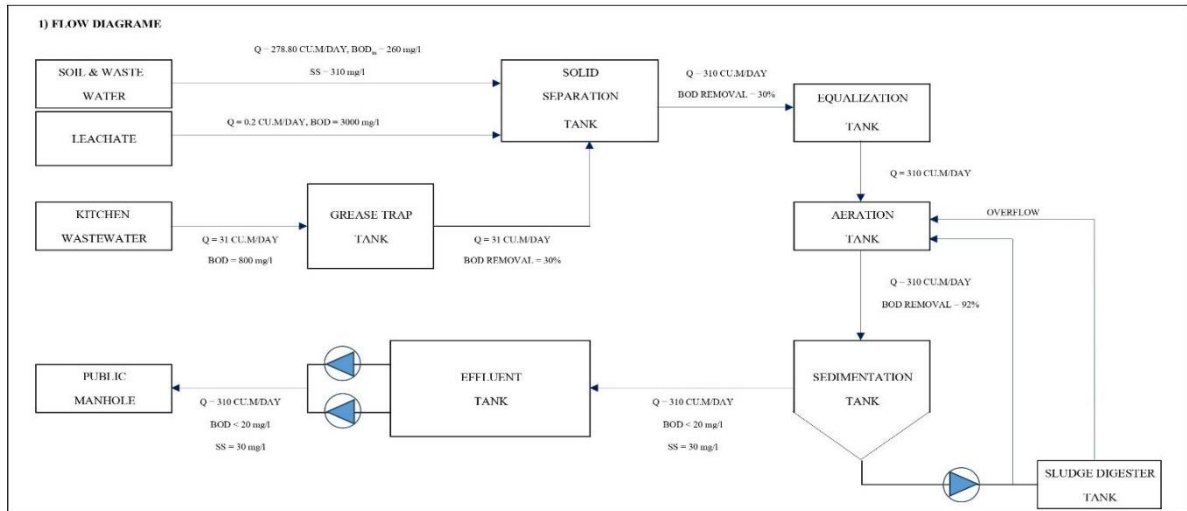 1) FLOW DIAGRAME
Q = 278.80 CU.M/DAY, BODin = 260 mg/l
SS = 310 mg/l
SOIL & WASTE
WATER
SOLID
SEPARATION
TANK
Q = 310 CU.M/DAY
BOD REMOVAL = 30%
EQUALIZATION
TANK
LEACHATE
Q = 0.2 CU.M/DAY, BOD = 3000 mg/l
Q = 310 CU.M/DAY
KITCHEN
WASTEWATER
Q = 31 CU.M/DAY
BOD = 800 mg/l
GREASE TRAP
TANK
Q = 31 CU.M/DAY
BOD REMOVAL = 30%
AERATION
TANK
OVERFLOW
Q = 310 CU.M/DAY
BOD REMOVAL = 92%
PUBLIC
MANHOLE
Q = 310 CU.M/DAY
BOD < 20 mg/l
SS = 30 mg/l
EFFLUENT
TANK
Q = 310 CU.M/DAY
BOD < 20 mg/l
SS = 30 mg/l
SEDIMENTATION
TANK
SLUDGE DIGESTER
TANK